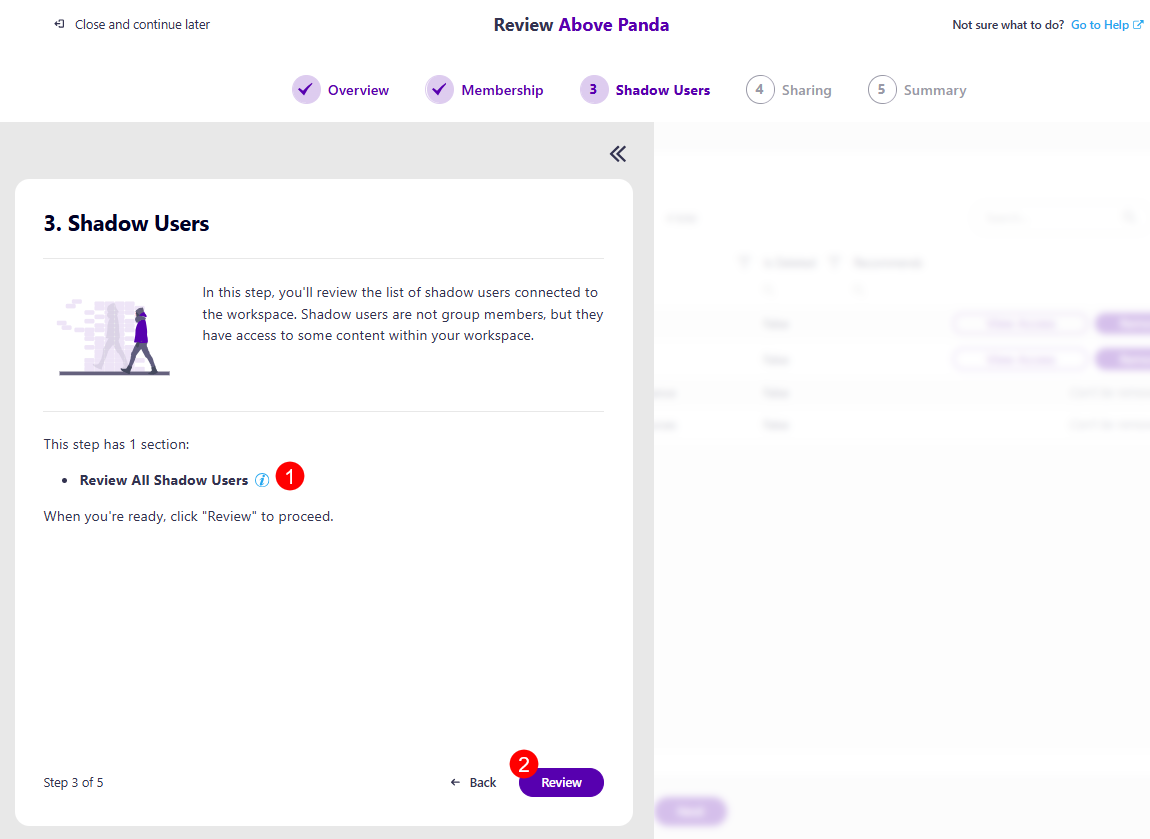 Close and continue later
Review Above Panda
Not sure what to do? Go to Help
Overview
Membership
3 Shadow Users
4 Sharing
5 Summary
3. Shadow Users
In this step, you'll review the list of shadow users connected to
the workspace. Shadow users are not group members, but they
have access to some content within your workspace.
This step has 1 section:
• Review All Shadow Users i 1
When you're ready, click "Review" to proceed.
Step 3 of 5
Back
2
Review